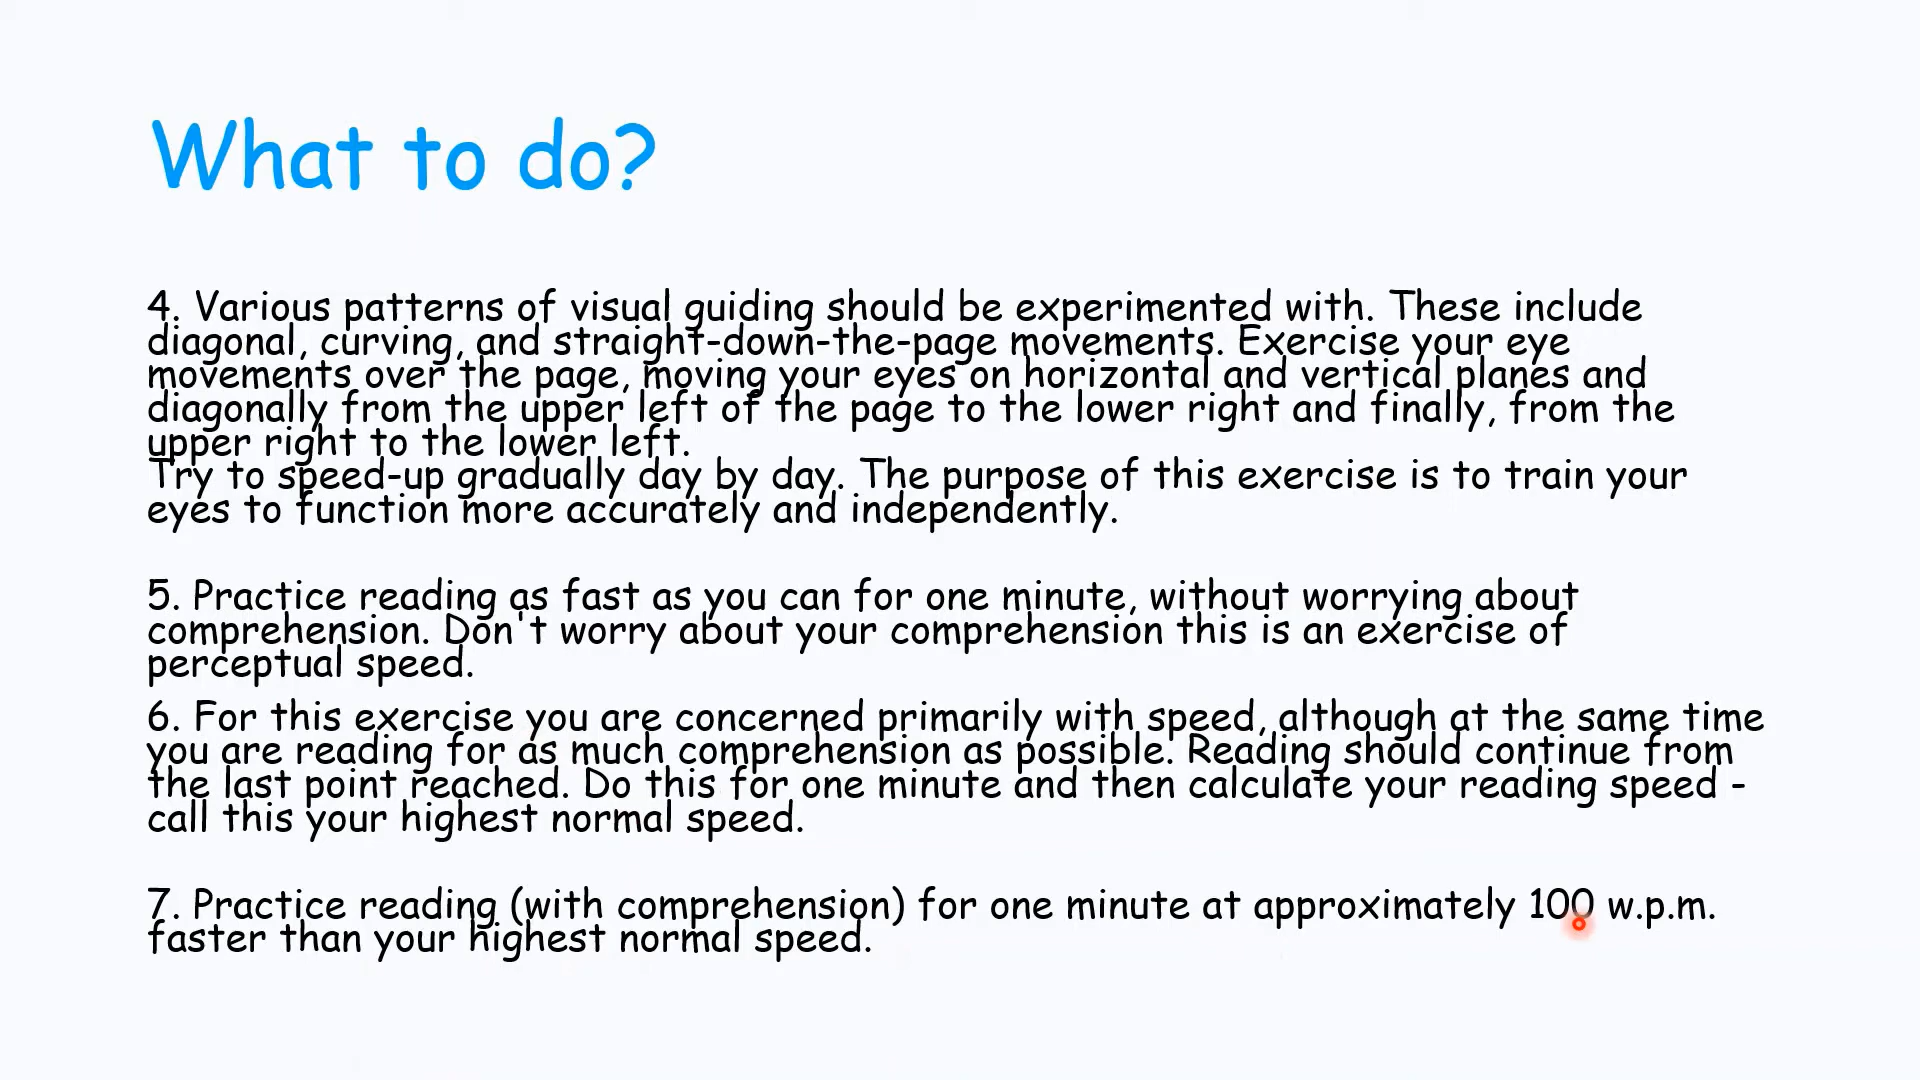 What to do?
4. Various patterns of visual guiding should be experimented with. These include
diagonal, curving, and straight-down-the-page movements. Exercise your eye
movements over the page, moving your eyes on horizontal and vertical planes and
diagonally from the upper left of the page to the lower right and finally, from the
upper right to the lower left.
Try to speed-up gradually day by day. The purpose of this exercise is to train your
eyes to function more accurately and independently.
5. Practice reading as fast as you can for one minute, without worrying about
comprehension. Don't worry about your comprehension this is an exercise of
perceptual speed.
6. For this exercise you are concerned primarily with speed, although at the same time
you are reading for as much comprehension as possible. Reading should continue from
the last point reached. Do this for one minute and then calculate your reading speed -
call this your highest normal speed.
7. Practice reading (with comprehension) for one minute at approximately 100 w.p.m.
faster than your highest normal speed.